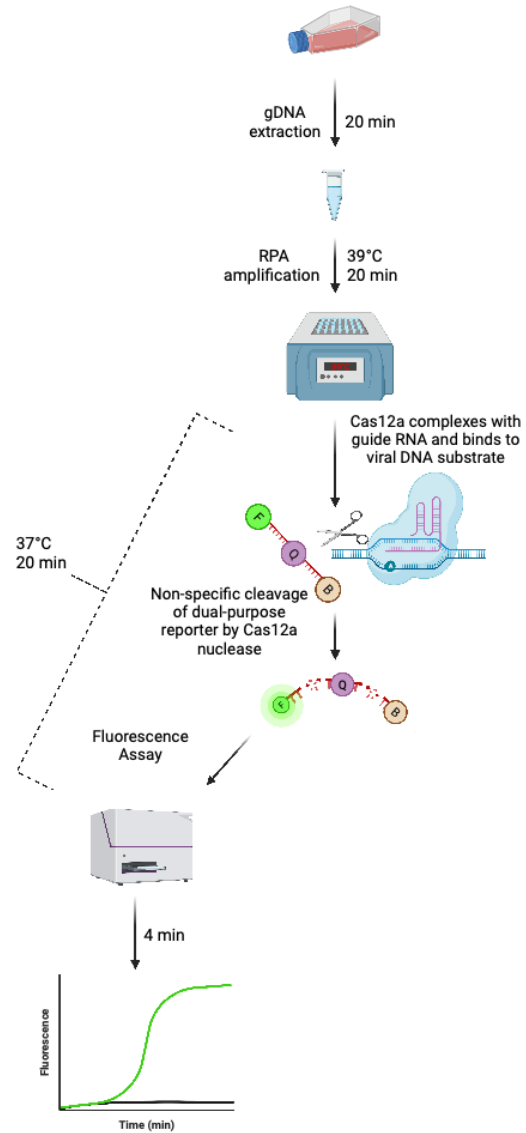 gDNA
extraction
20 min
RPA
amplification
39°C
20 min
Cas12a complexes with
guide RNA and binds to
viral DNA substrate
F
Q
B
37°C
20 min
Non-specific cleavage
of dual-purpose
reporter by Cas12a
nuclease
F
Q
B
Fluorescence
Assay
4 min
Fluorescence
Time (min)